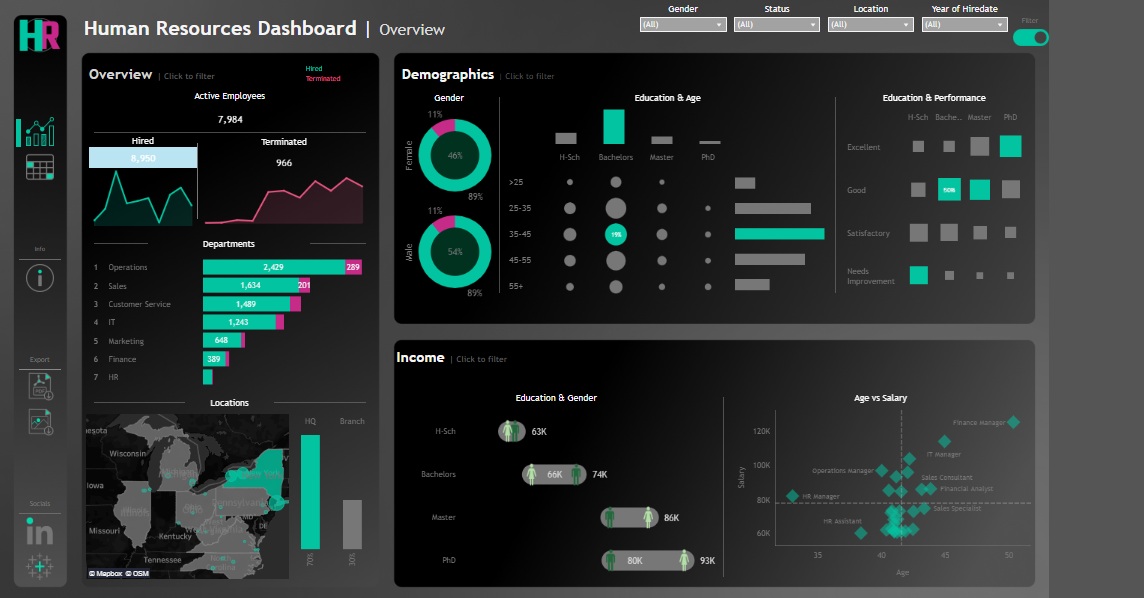 HR
Human Resources Dashboard | Overview
Gender
(All)
Status
(All)
Location
(All)
Year of Hiredate
(All)
Filter
Info
Export
Socials
in
Overview | Click to filter
Hired
Terminated
Active Employees
7,984
Hired
8,950
Terminated
966
Departments
1 Operations 2,429 289
2 Sales 1,634 201
3 Customer Service 1,489
4 IT 1,243
5 Marketing 648
6 Finance 389
7 HR
Locations
Wisconsin
Michigan
New York
Iowa
Illinois
Ohio
Pennsylvania
MD
DE
Missouri
Kentucky
Tennessee
North
Carolina
© Mapbox © OSM
HQ
Branch
70%
30%
Demographics | Click to filter
Gender
Female
11%
46%
89%
Male
11%
54%
89%
Education & Age
H-Sch Bachelors Master PhD
>25
25-35
35-45 19%
45-55
55+
Education & Performance
H-Sch Bache.. Master PhD
Excellent
Good 50%
Satisfactory
Needs
Improvement
Income | Click to filter
Education & Gender
H-Sch 63K
Bachelors 66K 74K
Master 86K
PhD 80K 93K
Age vs Salary
Salary
120K
100K
80K
60K
Finance Manager
IT Manager
Operations Manager
Sales Consultant
Financial Analyst
HR Manager
Sales Specialist
HR Assistant
35 40 45 50
Age